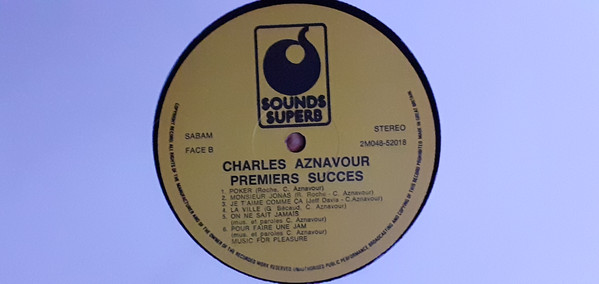 SOUNDS
SUPERB
SABAM
STEREO
FACE B
2M048-52018
CHARLES AZNAVOUR
PREMIERS SUCCES
1. POKER (Roche, C. Aznavour)
2. MONSIEUR JONAS (R. Roche - C. Aznavour)
3. JE T'AIME COMME ÇA (Jeff Davis - C.Aznavour)
4. LA VILLE (G. Bécaud, C. Aznavour)
5. ON NE SAIT JAMAIS
(mus. et paroles C. Aznavour)
6. POUR FAIRE UNE JAM
(mus. et paroles C. Aznavour)
MUSIC FOR PLEASURE